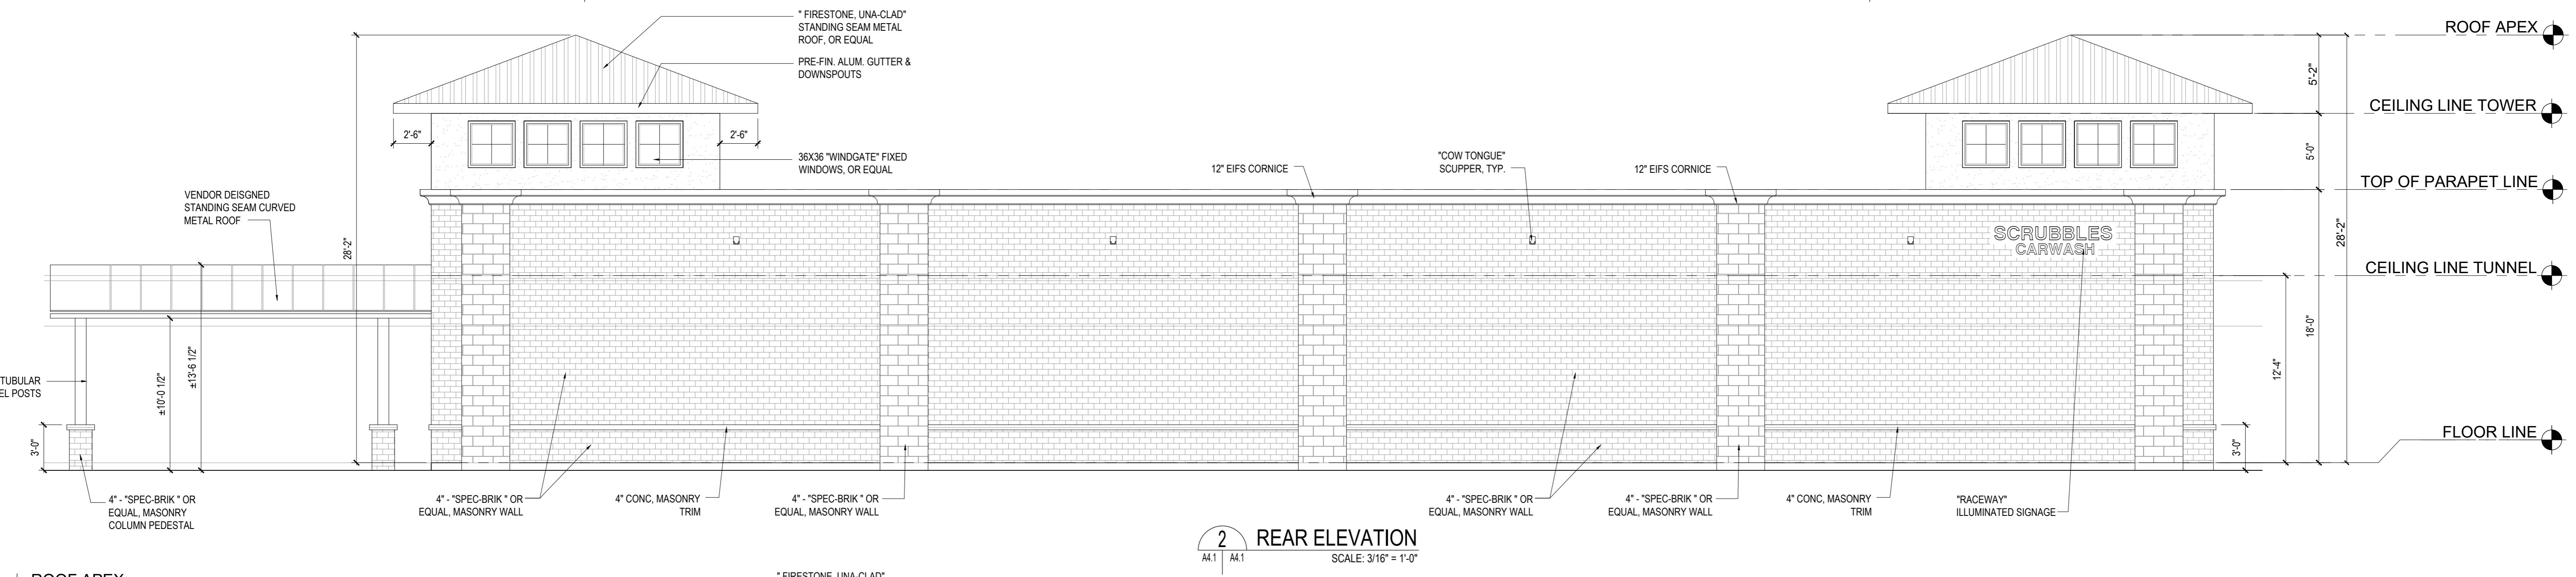 " FIRESTONE, UNA-CLAD"
STANDING SEAM METAL
ROOF, OR EQUAL
PRE-FIN. ALUM. GUTTER &
DOWNSPOUTS
ROOF APEX
5'-2"
CEILING LINE TOWER
2'-6"
2'-6"
36X36 "WINDGATE" FIXED
WINDOWS, OR EQUAL
12" EIFS CORNICE
"COW TONGUE"
SCUPPER, TYP.
12" EIFS CORNICE
5'-0"
TOP OF PARAPET LINE
VENDOR DEISGNED
STANDING SEAM CURVED
METAL ROOF
28'-2"
SCRUBBLES
CARWASH
28'-2"
CEILING LINE TUNNEL
18'-0"
12'-4"
TUBULAR
EL POSTS
±10'-0 1/2"
±13'-6 1/2"
3'-0"
3'-0"
FLOOR LINE
4" - "SPEC-BRIK " OR
EQUAL, MASONRY
COLUMN PEDESTAL
4" - "SPEC-BRIK " OR
EQUAL, MASONRY WALL
4" CONC, MASONRY
TRIM
4" - "SPEC-BRIK " OR
EQUAL, MASONRY WALL
4" - "SPEC-BRIK " OR
EQUAL, MASONRY WALL
4" - "SPEC-BRIK " OR
EQUAL, MASONRY WALL
4" CONC, MASONRY
TRIM
"RACEWAY"
ILLUMINATED SIGNAGE
2
A4.1 A4.1
REAR ELEVATION
SCALE: 3/16" = 1'-0"
ROOF APEX
" FIRESTONE, UNA-CLAD"